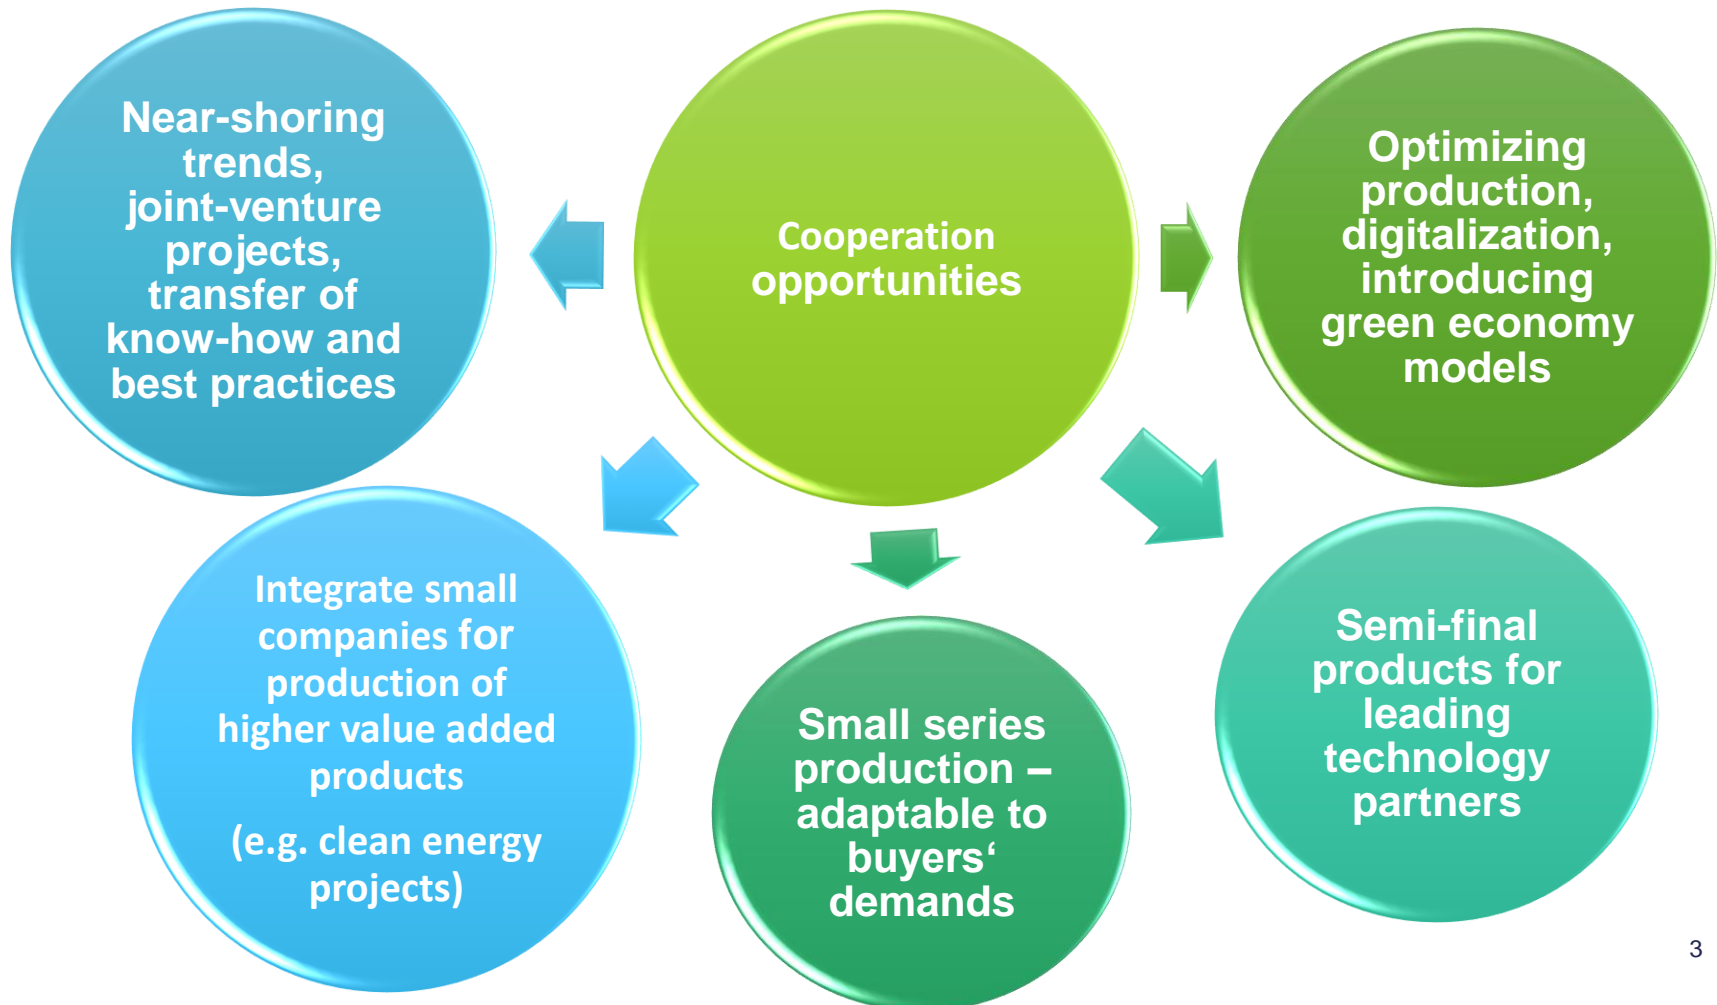 Near-shoring
trends,
joint-venture
projects,
transfer of
know-how and
best practices
Cooperation
opportunities
Optimizing
production,
digitalization,
introducing
green economy
models
Integrate small
companies for
production of
higher value added
products
(e.g. clean energy
projects)
Small series
production –
adaptable to
buyers‘
demands
Semi-final
products for
leading
technology
partners
3